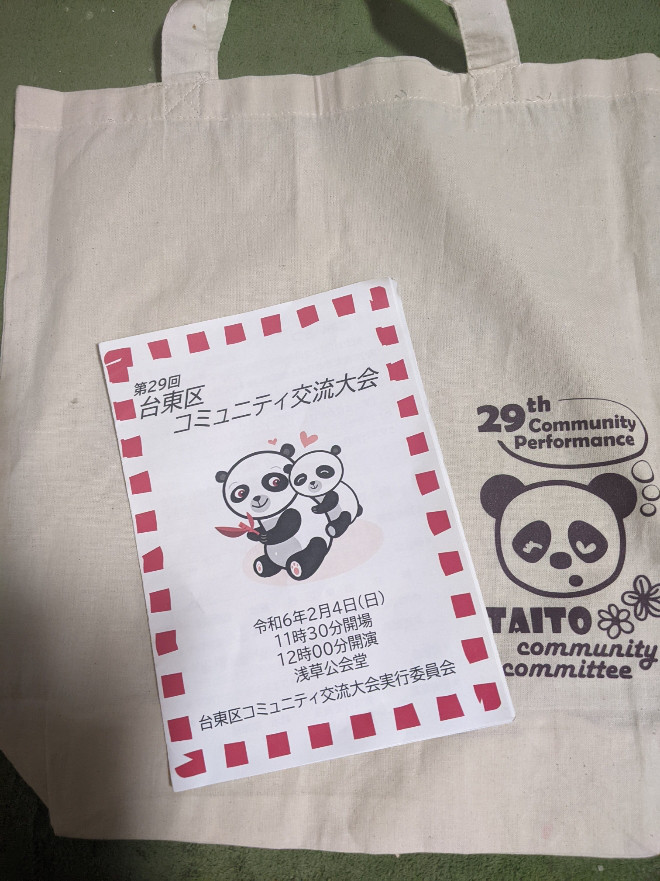 第29回
台東区
コミュニティ交流大会
令和6年2月4日(日)
11時30分開場
12時00分開演
浅草公会堂
台東区コミュニティ交流大会実行委員会
29th Community
Performance
TAITO
community
committee